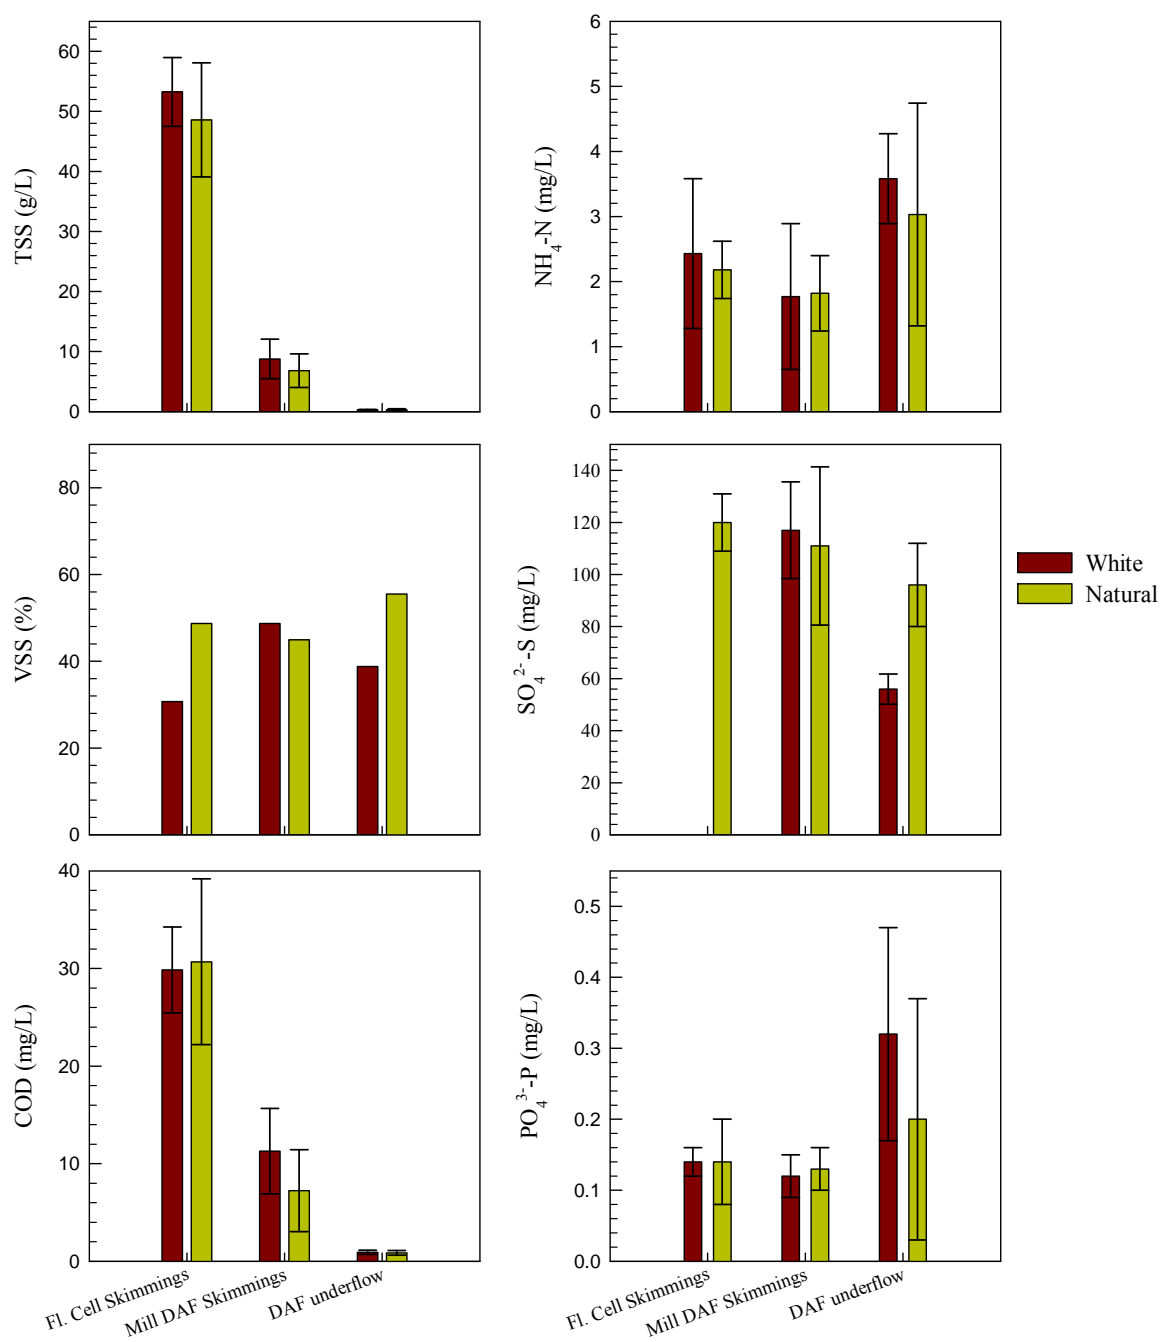 TSS (g/L)
60
50
40
30
20
10
0
NH4-N (mg/L)
6
5
4
3
2
1
0
VSS (%)
80
60
40
20
0
SO4 2- -S (mg/L)
140
120
100
80
60
40
20
0
White
Natural
COD (mg/L)
40
30
20
10
0
Fl. Cell Skimmings
Mill DAF Skimmings
DAF underflow
PO4 3- -P (mg/L)
0.5
0.4
0.3
0.2
0.1
0.0
Fl. Cell Skimmings
Mill DAF Skimmings
DAF underflow